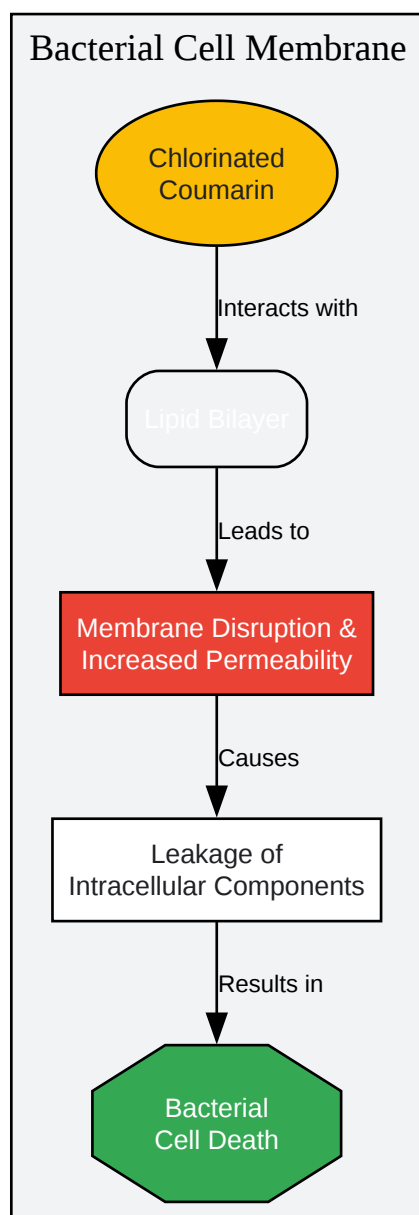 Bacterial Cell Membrane
Chlorinated
Coumarin
Interacts with
Lipid Bilayer
Leads to
Membrane Disruption &
Increased Permeability
Causes
Leakage of
Intracellular Components
Results in
Bacterial
Cell Death